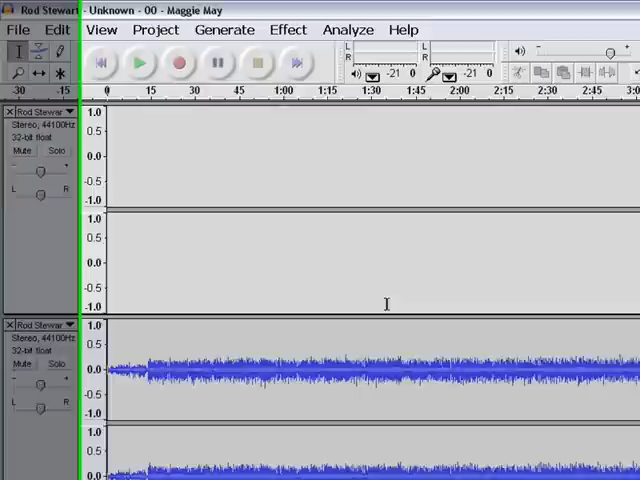 Rod Stewart - Unknown - 00 - Maggie May
File Edit View Project Generate Effect Analyze Help
L R -21 0 L R -21 0 - +
-30 -15 0 15 30 45 1:00 1:15 1:30 1:45 2:00 2:15 2:30 2:45 3:0
Rod Stewar
Stereo, 44100Hz
32-bit float
Mute Solo
- +
L R
1.0
0.5
0.0
-0.5
-1.0
1.0
0.5
0.0
-0.5
-1.0
Rod Stewar
Stereo, 44100Hz
32-bit float
Mute Solo
- +
L R
1.0
0.5
0.0
-0.5
-1.0
1.0
0.5
0.0